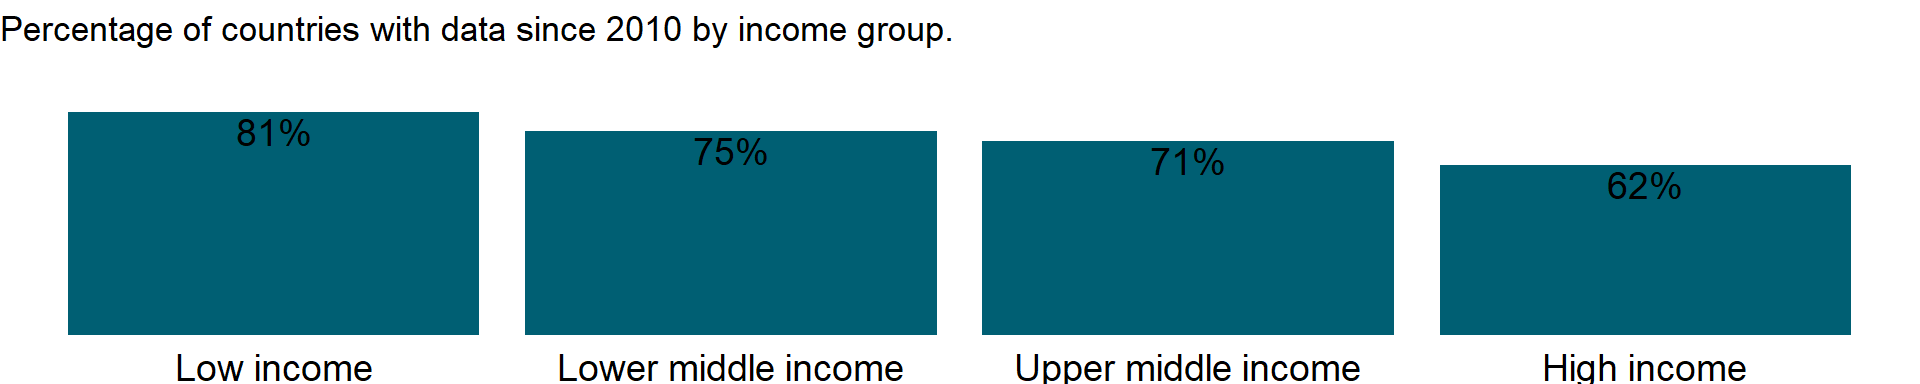 Percentage of countries with data since 2010 by income group.
81%
75%
71%
62%
Low income
Lower middle income
Upper middle income
High income